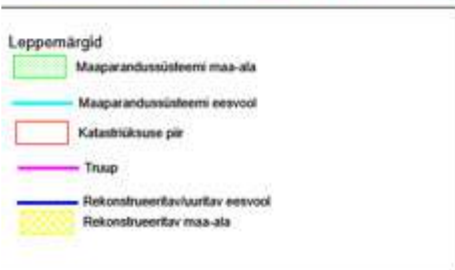 Leppemärgid
Maaparandussüsteemi maa-ala
Maaparandussüsteemi eesvool
Katastriüksuse piir
Truup
Rekonstrueeritav/uuritav eesvool
Rekonstrueeritav maa-ala